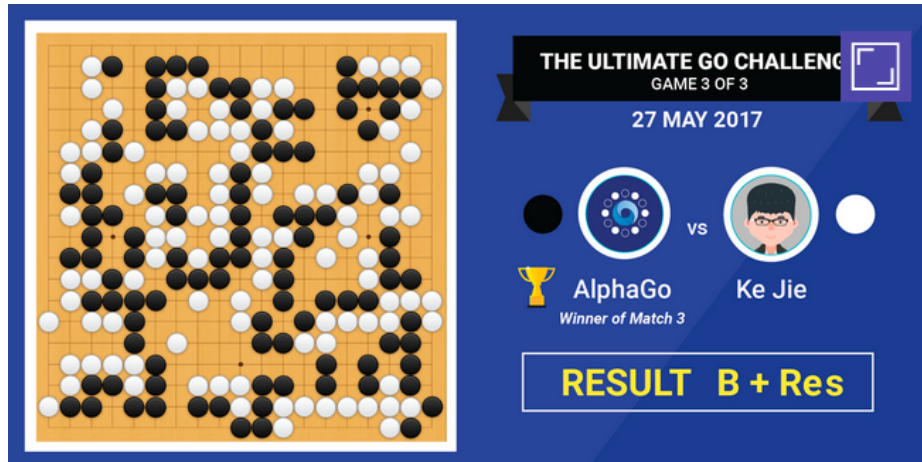 THE ULTIMATE GO CHALLENG
GAME 3 OF 3
27 MAY 2017
vs
AlphaGo
Ke Jie
Winner of Match 3
RESULT B + Res